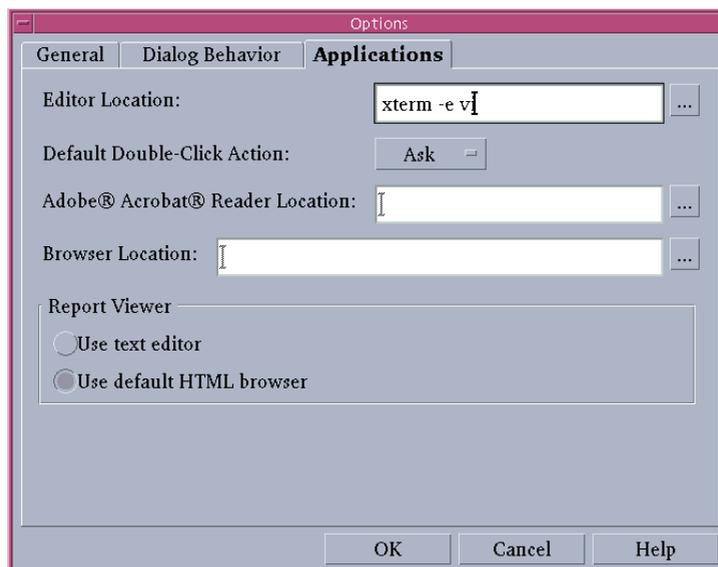 Options
General Dialog Behavior Applications
Editor Location: xterm -e vi ...
Default Double-Click Action: Ask
Adobe® Acrobat® Reader Location: ...
Browser Location: ...
Report Viewer
Use text editor
Use default HTML browser
OK Cancel Help